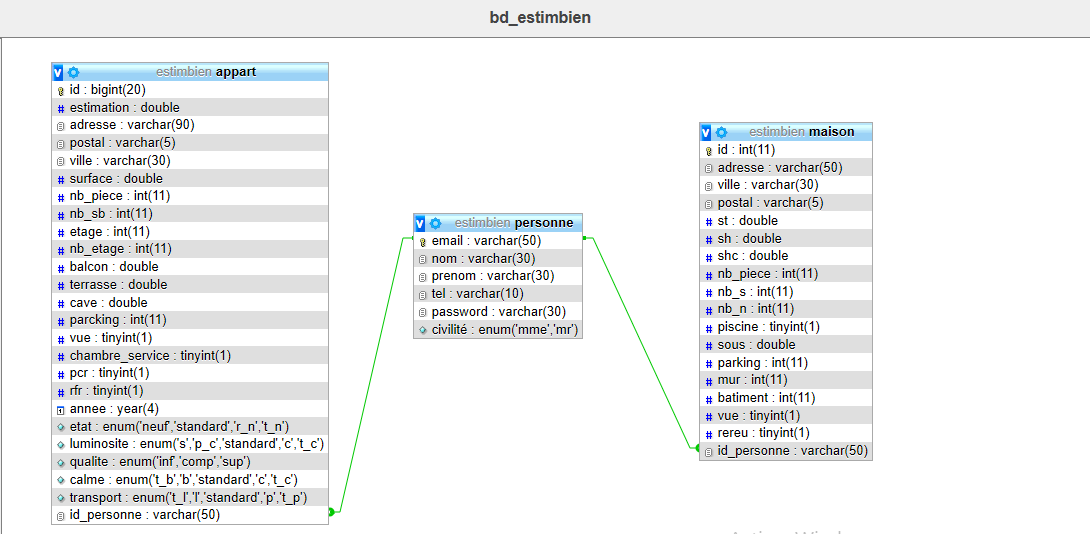 bd_estimbien
estimbien appart
id : bigint(20)
estimation : double
adresse : varchar(90)
postal : varchar(5)
ville : varchar(30)
surface : double
nb_piece : int(11)
nb_sb : int(11)
etage : int(11)
nb_etage : int(11)
balcon : double
terrasse : double
cave : double
parcking : int(11)
vue : tinyint(1)
chambre_service : tinyint(1)
pcr : tinyint(1)
rfr : tinyint(1)
annee : year(4)
etat : enum('neuf','standard','r_n','t_n')
luminosite : enum('s','p_c','standard','c','t_c')
qualite : enum('inf','comp','sup')
calme : enum('t_b','b','standard','c','t_c')
transport : enum('t_l','l','standard','p','t_p')
id_personne : varchar(50)
estimbien personne
email : varchar(50)
nom : varchar(30)
prenom : varchar(30)
tel : varchar(10)
password : varchar(30)
civilité : enum('mme','mr')
estimbien maison
id : int(11)
adresse : varchar(50)
ville : varchar(30)
postal : varchar(5)
st : double
sh : double
shc : double
nb_piece : int(11)
nb_s : int(11)
nb_n : int(11)
piscine : tinyint(1)
sous : double
parking : int(11)
mur : int(11)
batiment : int(11)
vue : tinyint(1)
rereu : tinyint(1)
id_personne : varchar(50)